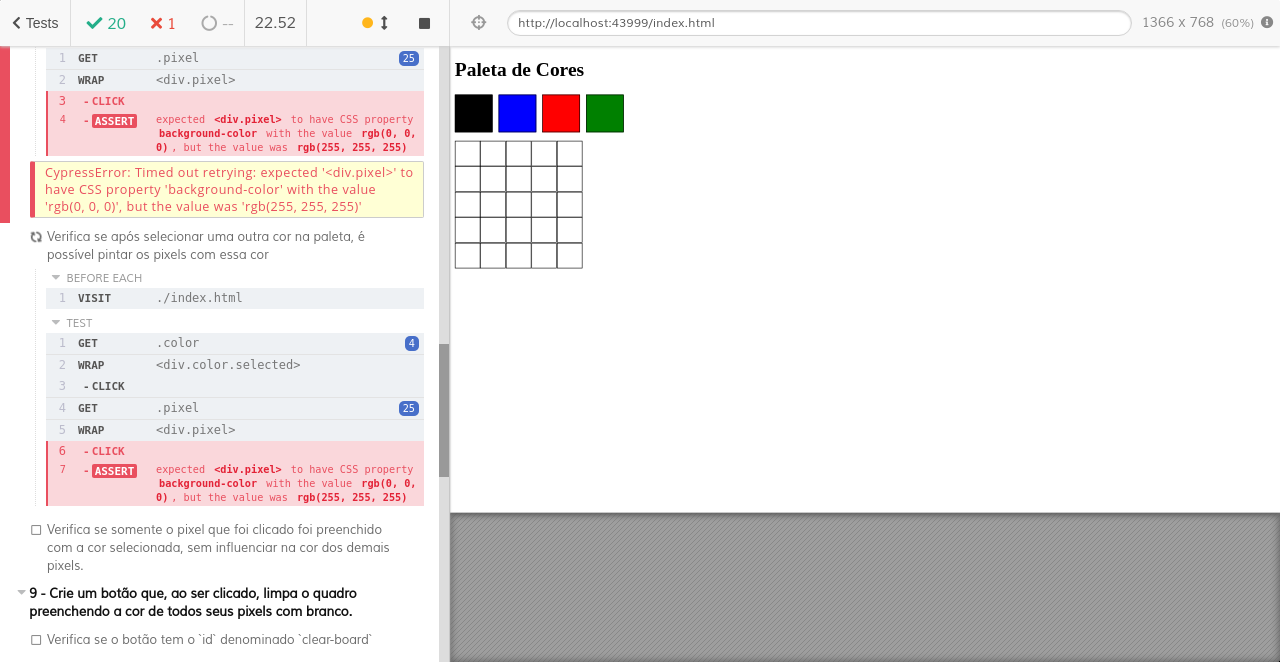 Tests 20 1 -- 22.52 http://localhost:43999/index.html 1366 x 768 (60%)
1 GET .pixel 25
2 WRAP <div.pixel>
3 -CLICK
4 -ASSERT expected <div.pixel> to have CSS property
background-color with the value rgb(0, 0,
0), but the value was rgb(255, 255, 255)
CypressError: Timed out retrying: expected '<div.pixel>' to
have CSS property 'background-color' with the value
'rgb(0, 0, 0)', but the value was 'rgb(255, 255, 255)'
Verifica se após selecionar uma outra cor na paleta, é
possível pintar os pixels com essa cor
BEFORE EACH
1 VISIT ./index.html
TEST
1 GET .color 4
2 WRAP <div.color.selected>
3 -CLICK
4 GET .pixel 25
5 WRAP <div.pixel>
6 -CLICK
7 -ASSERT expected <div.pixel> to have CSS property
background-color with the value rgb(0, 0,
0), but the value was rgb(255, 255, 255)
Verifica se somente o pixel que foi clicado foi preenchido
com a cor selecionada, sem influenciar na cor dos demais
pixels.
9 - Crie um botão que, ao ser clicado, limpa o quadro
preenchendo a cor de todos seus pixels com branco.
Verifica se o botão tem o `id` denominado `clear-board`
Paleta de Cores